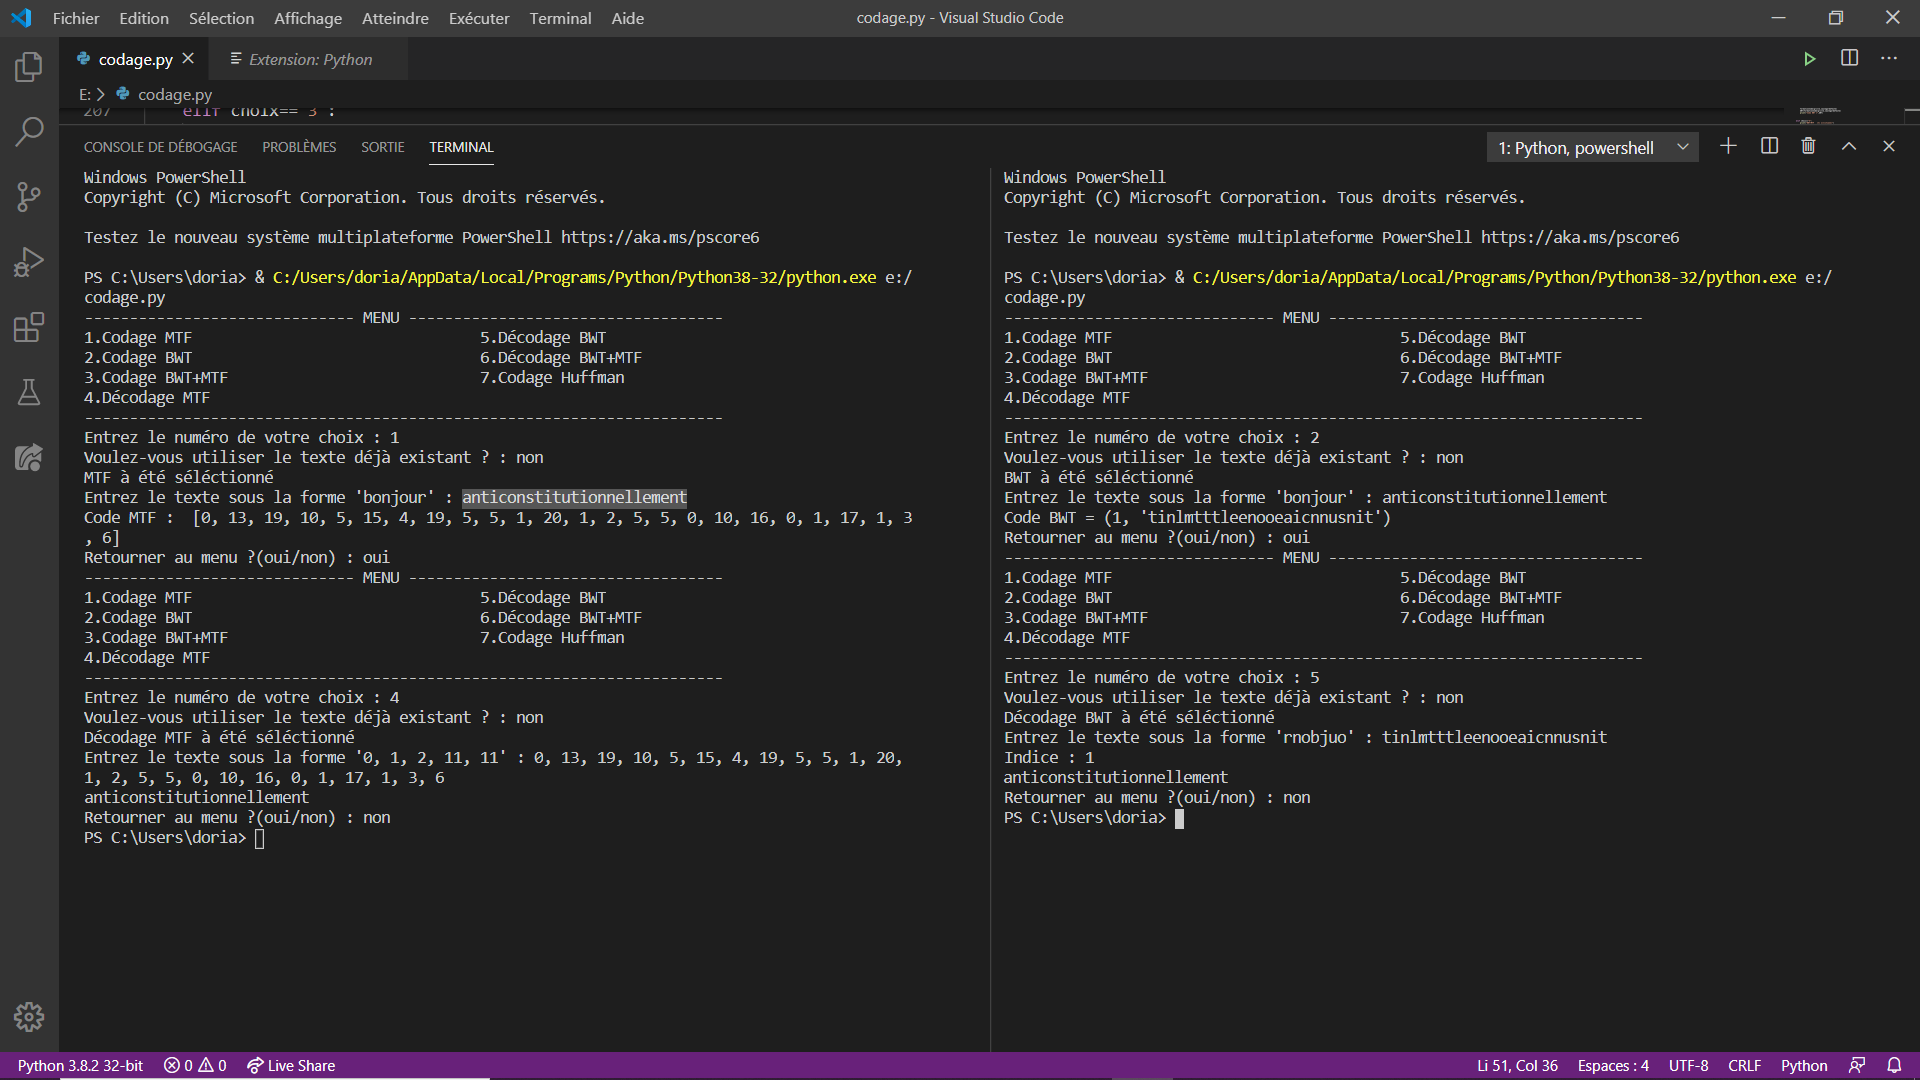 Fichier Edition Sélection Affichage Atteindre Exécuter Terminal Aide codage.py - Visual Studio Code
codage.py Extension: Python
E: > codage.py
207 elif choix=='3':
CONSOLE DE DÉBOGAGE PROBLÈMES SORTIE TERMINAL 1: Python, powershell
Windows PowerShell
Copyright (C) Microsoft Corporation. Tous droits réservés.
Testez le nouveau système multiplateforme PowerShell https://aka.ms/pscore6
PS C:\Users\doria> & C:/Users/doria/AppData/Local/Programs/Python/Python38-32/python.exe e:/
codage.py
------------------------------ MENU -----------------------------------
1.Codage MTF 5.Décodage BWT
2.Codage BWT 6.Décodage BWT+MTF
3.Codage BWT+MTF 7.Codage Huffman
4.Décodage MTF
-----------------------------------------------------------------------
Entrez le numéro de votre choix : 1
Voulez-vous utiliser le texte déjà existant ? : non
MTF à été séléctionné
Entrez le texte sous la forme 'bonjour' : anticonstitutionnellement
Code MTF :  [0, 13, 19, 10, 5, 15, 4, 19, 5, 5, 1, 20, 1, 2, 5, 5, 0, 10, 16, 0, 1, 17, 1, 3
, 6]
Retourner au menu ?(oui/non) : oui
------------------------------ MENU -----------------------------------
1.Codage MTF 5.Décodage BWT
2.Codage BWT 6.Décodage BWT+MTF
3.Codage BWT+MTF 7.Codage Huffman
4.Décodage MTF
-----------------------------------------------------------------------
Entrez le numéro de votre choix : 4
Voulez-vous utiliser le texte déjà existant ? : non
Décodage MTF à été séléctionné
Entrez le texte sous la forme '0, 1, 2, 11, 11' : 0, 13, 19, 10, 5, 15, 4, 19, 5, 5, 1, 20,
1, 2, 5, 5, 0, 10, 16, 0, 1, 17, 1, 3, 6
anticonstitutionnellement
Retourner au menu ?(oui/non) : non
PS C:\Users\doria>
Windows PowerShell
Copyright (C) Microsoft Corporation. Tous droits réservés.
Testez le nouveau système multiplateforme PowerShell https://aka.ms/pscore6
PS C:\Users\doria> & C:/Users/doria/AppData/Local/Programs/Python/Python38-32/python.exe e:/
codage.py
------------------------------ MENU -----------------------------------
1.Codage MTF 5.Décodage BWT
2.Codage BWT 6.Décodage BWT+MTF
3.Codage BWT+MTF 7.Codage Huffman
4.Décodage MTF
-----------------------------------------------------------------------
Entrez le numéro de votre choix : 2
Voulez-vous utiliser le texte déjà existant ? : non
BWT à été séléctionné
Entrez le texte sous la forme 'bonjour' : anticonstitutionnellement
Code BWT = (1, 'tinlmtttleenooeaicnnusnit')
Retourner au menu ?(oui/non) : oui
------------------------------ MENU -----------------------------------
1.Codage MTF 5.Décodage BWT
2.Codage BWT 6.Décodage BWT+MTF
3.Codage BWT+MTF 7.Codage Huffman
4.Décodage MTF
-----------------------------------------------------------------------
Entrez le numéro de votre choix : 5
Voulez-vous utiliser le texte déjà existant ? : non
Décodage BWT à été séléctionné
Entrez le texte sous la forme 'rnobjuo' : tinlmtttleenooeaicnnusnit
Indice : 1
anticonstitutionnellement
Retourner au menu ?(oui/non) : non
PS C:\Users\doria>
Python 3.8.2 32-bit 0 0 Live Share Li 51, Col 36 Espaces : 4 UTF-8 CRLF Python